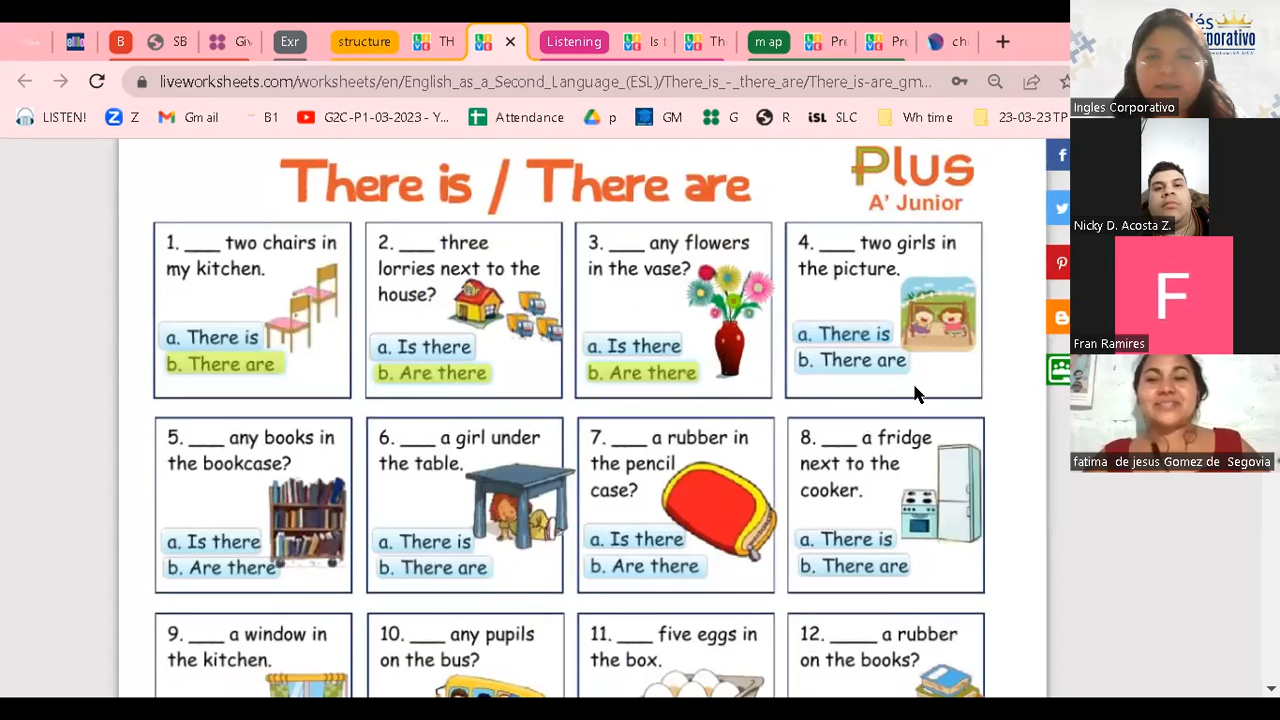 B
SB
Giv
Exr
structure
TH
Listening
Is t
Th
map
Pre
Pre
ch
liveworksheets.com/worksheets/en/English_as_a_Second_Language_(ESL)/There_is_-_there_are/There_is-are_gm...
LISTEN!
Z
Gmail
B1
G2C-P1-03-2023 - Y...
Attendance
p
GM
G
R
iSL SLC
Wh time
23-03-23 TP
There is / There are
Plus
A' Junior
1. ___ two chairs in
my kitchen.
a. There is
b. There are
2. ___ three
lorries next to the
house?
a. Is there
b. Are there
3. ___ any flowers
in the vase?
a. Is there
b. Are there
4. ___ two girls in
the picture.
a. There is
b. There are
5. ___ any books in
the bookcase?
a. Is there
b. Are there
6. ___ a girl under
the table.
a. There is
b. There are
7. ___ a rubber in
the pencil
case?
a. Is there
b. Are there
8. ___ a fridge
next to the
cooker.
a. There is
b. There are
9. ___ a window in
the kitchen.
10. ___ any pupils
on the bus?
11. ___ five eggs in
the box.
12. ____ a rubber
on the books?
Ingles Corporativo
Nicky D. Acosta Z.
F
Fran Ramires
fatima de jesus Gomez de Segovia